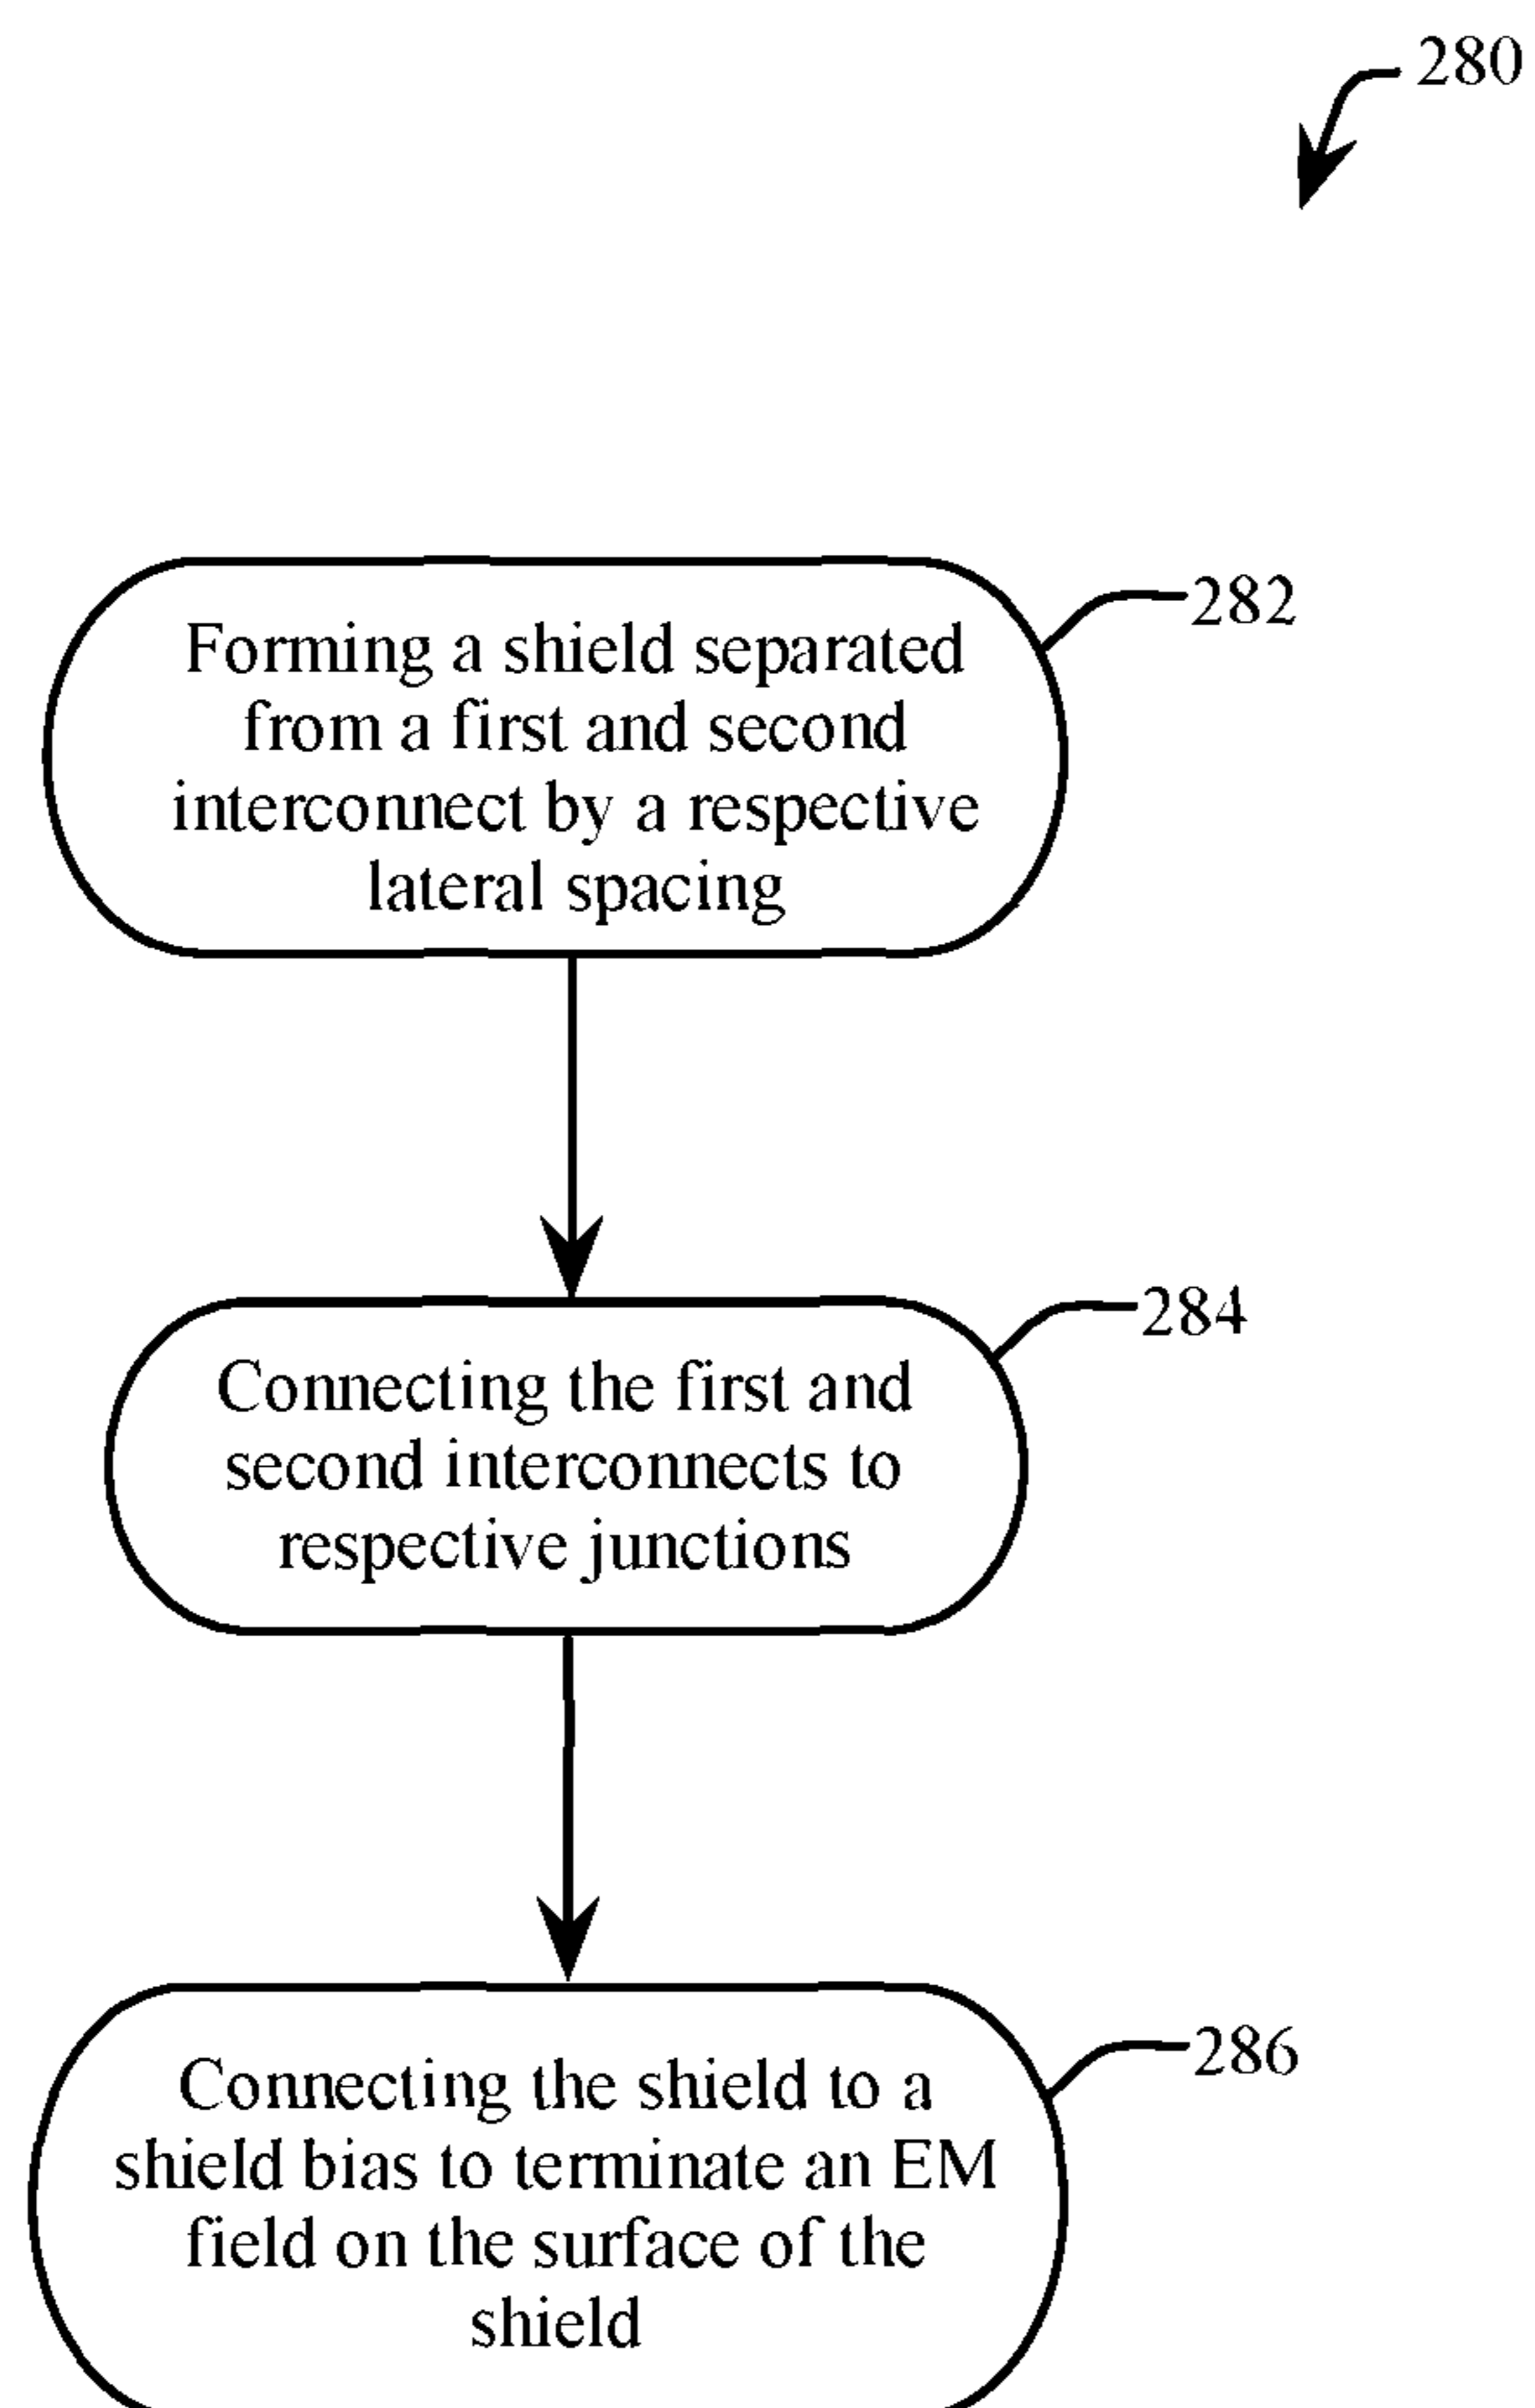 280
282
Forming a shield separated
from a first and second
interconnect by a respective
lateral spacing
284
Connecting the first and
second interconnects to
respective junctions
286
Connecting the shield to a
shield bias to terminate an EM
field on the surface of the
shield